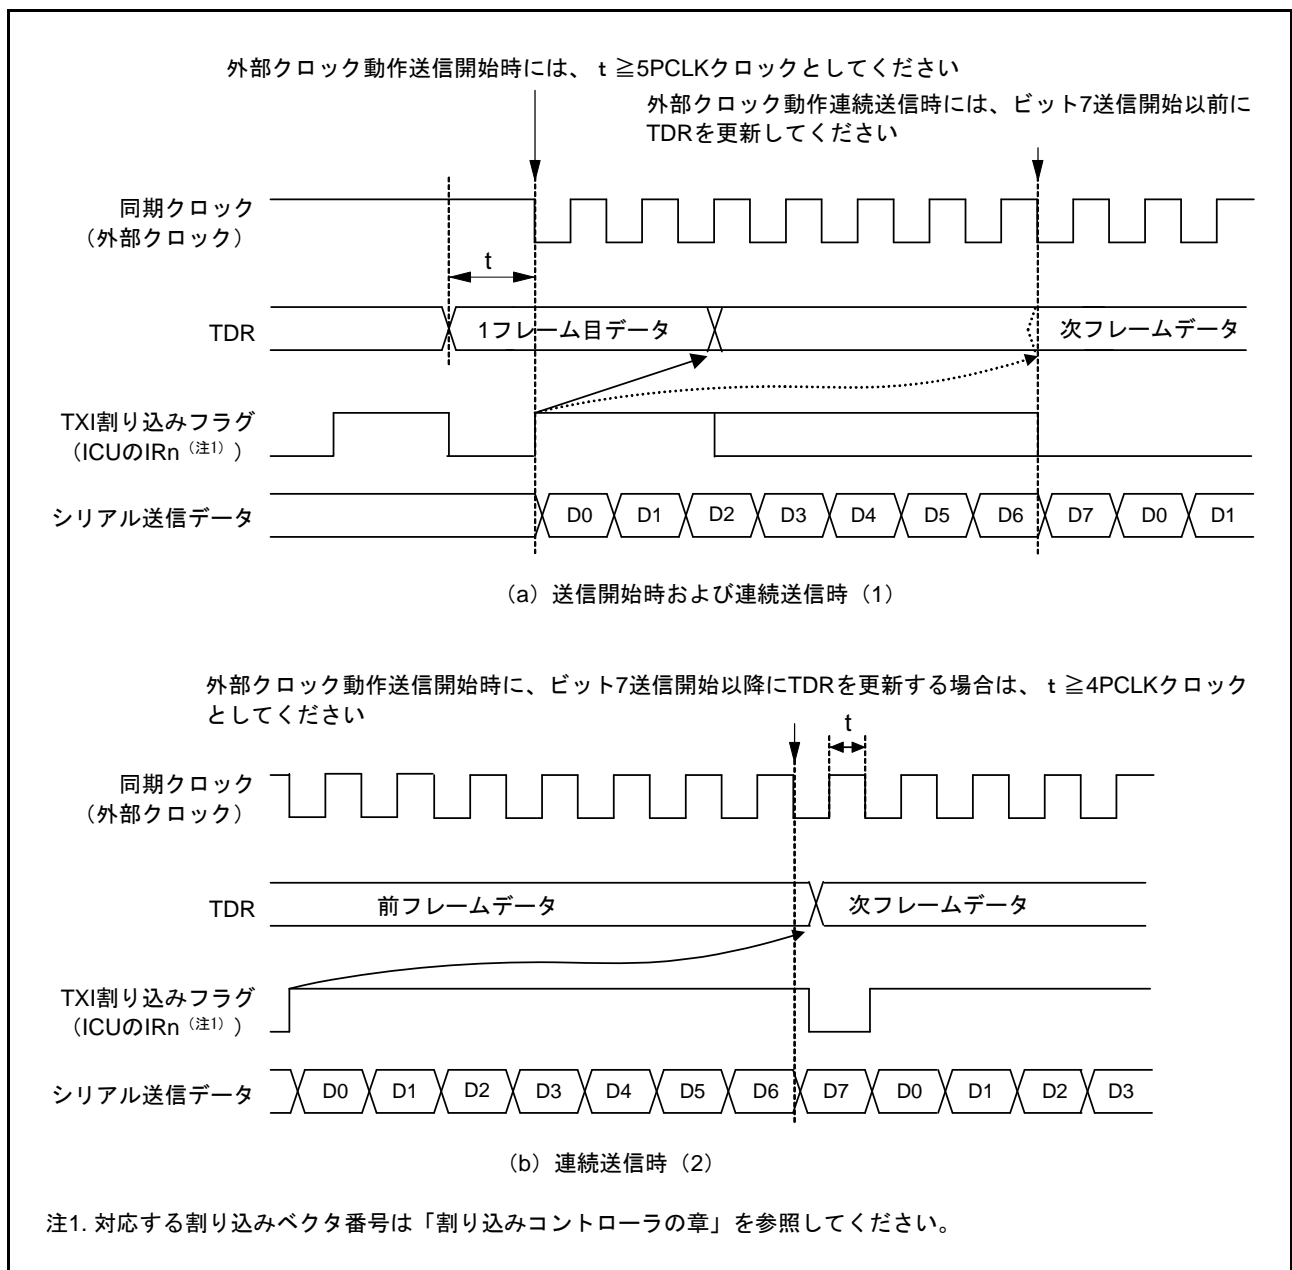 外部クロック動作送信開始時には、ｔ≧5PCLKクロックとしてください
外部クロック動作連続送信時には、ビット7送信開始以前に
TDRを更新してください
同期クロック
（外部クロック）
t
TDR
1フレーム目データ
次フレームデータ
TXI割り込みフラグ
（ICUのIRn（注1））
シリアル送信データ
D0 D1 D2 D3 D4 D5 D6 D7 D0 D1
（a）送信開始時および連続送信時（1）
外部クロック動作送信開始時に、ビット7送信開始以降にTDRを更新する場合は、ｔ≧4PCLKクロック
としてください
t
同期クロック
（外部クロック）
TDR
前フレームデータ
次フレームデータ
TXI割り込みフラグ
（ICUのIRn（注1））
シリアル送信データ
D0 D1 D2 D3 D4 D5 D6 D7 D0 D1 D2 D3
（b）連続送信時（2）
注1. 対応する割り込みベクタ番号は「割り込みコントローラの章」を参照してください。